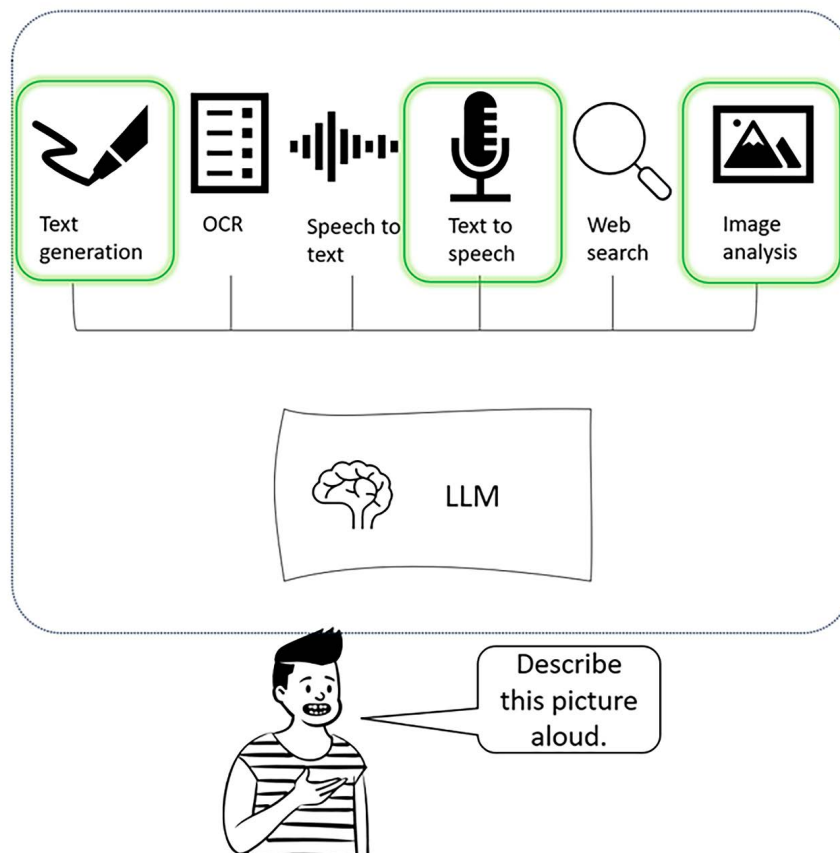 Text
generation
OCR
Speech to
text
Text to
speech
Web
search
Image
analysis
LLM
Describe
this picture
aloud.